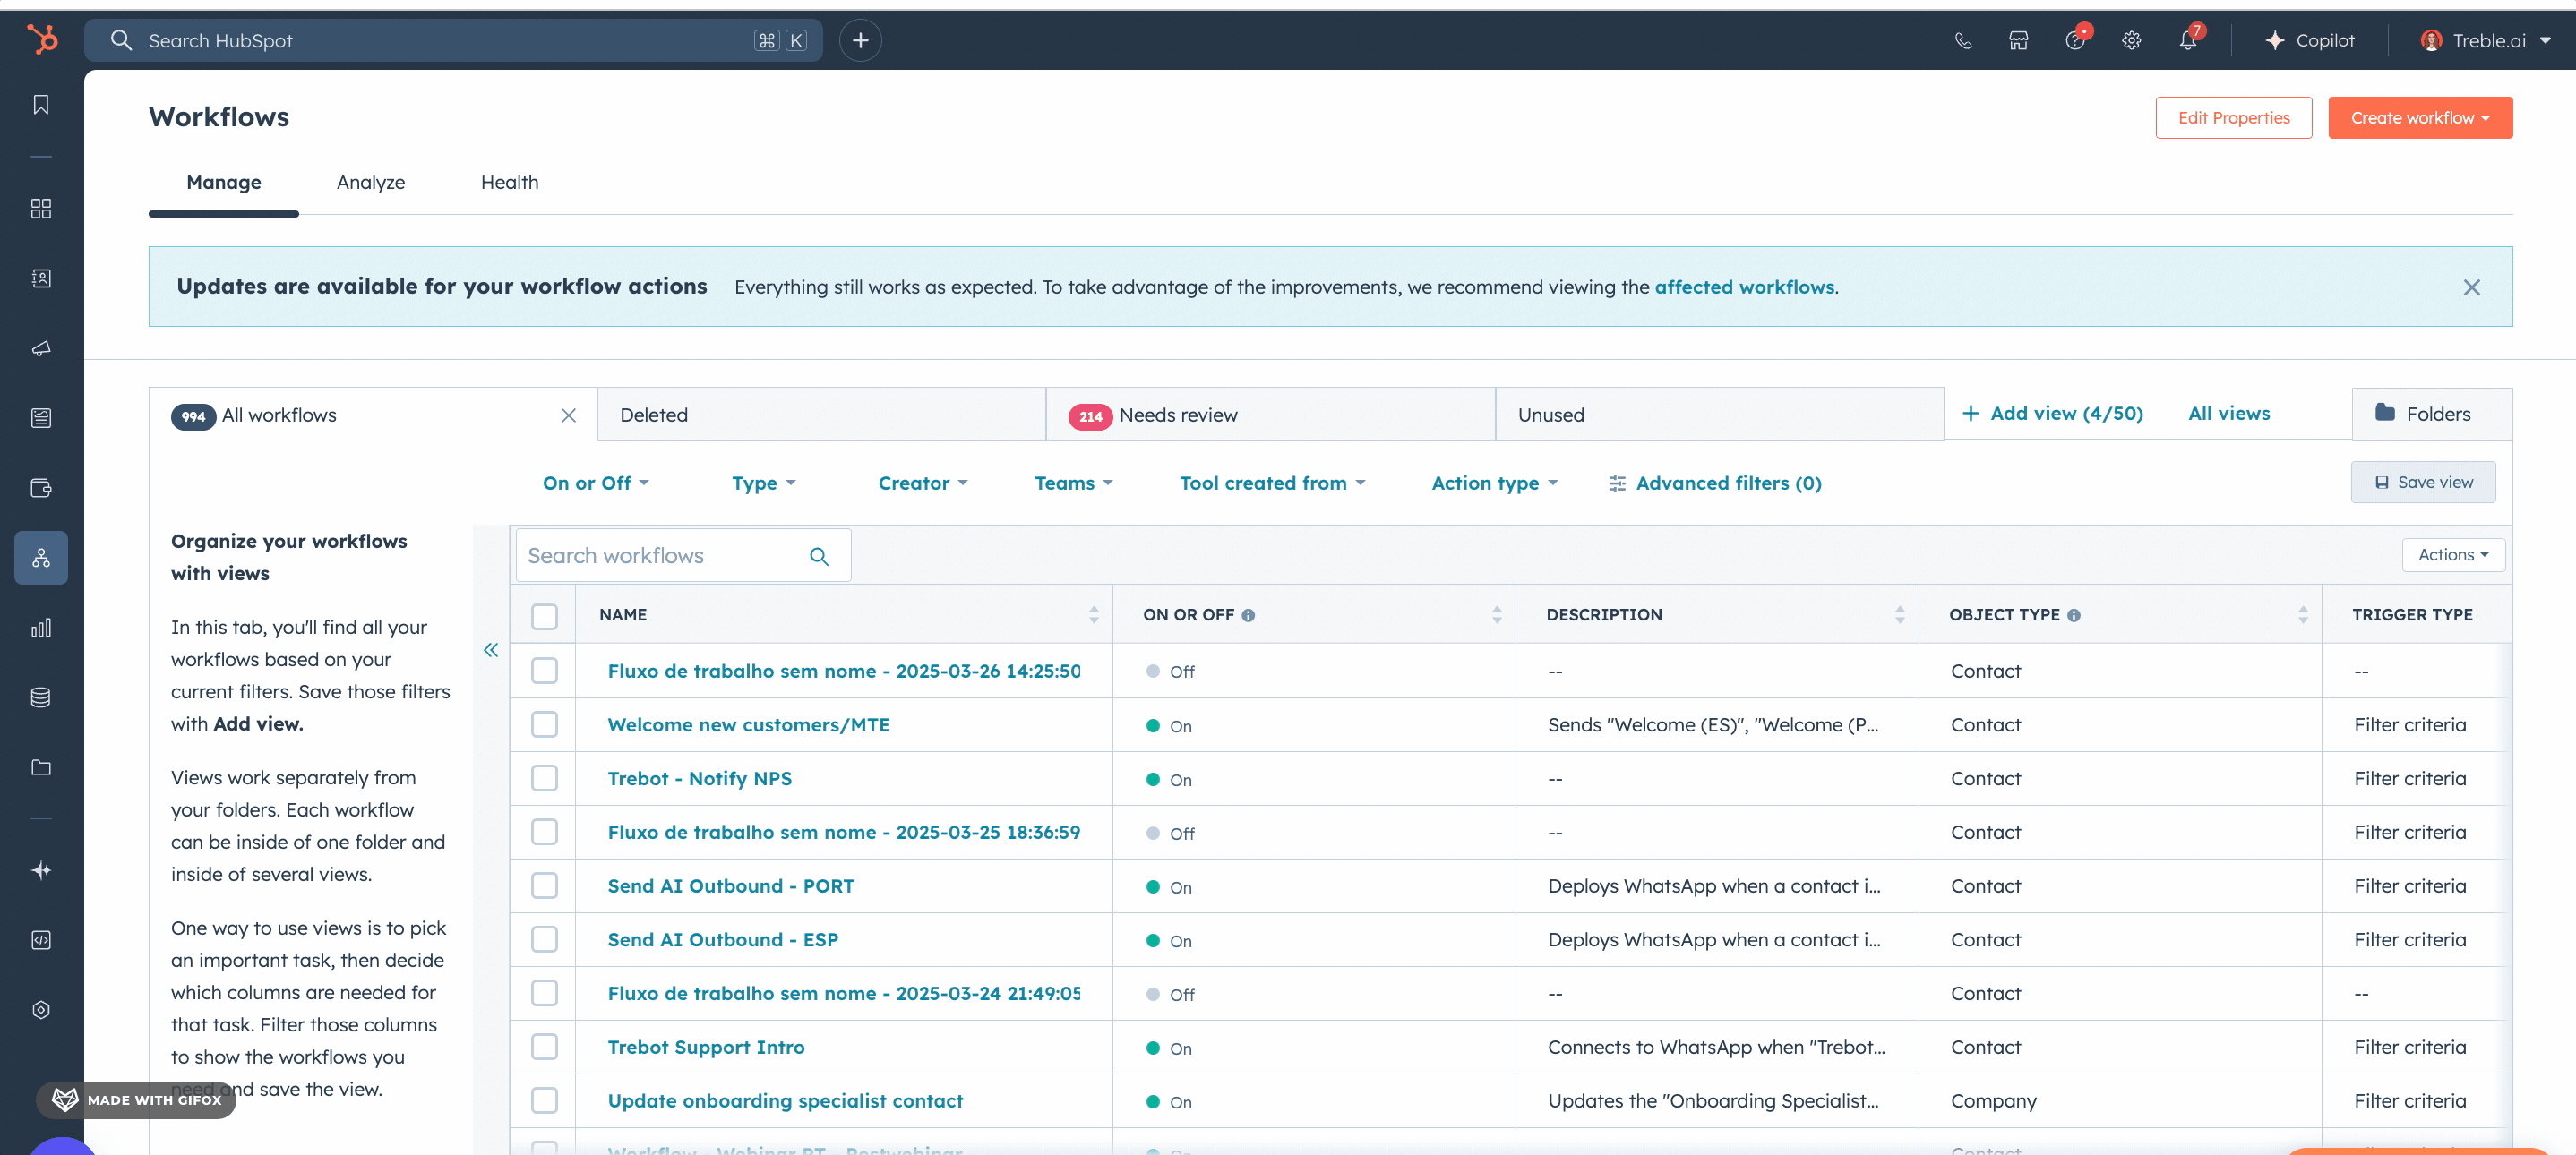 Search HubSpot ⌘ K
7
Copilot
Treble.ai
Workflows
Edit Properties
Create workflow
Manage
Analyze
Health
Updates are available for your workflow actions Everything still works as expected. To take advantage of the improvements, we recommend viewing the affected workflows.
994 All workflows
Deleted
214 Needs review
Unused
+ Add view (4/50)
All views
Folders
On or Off
Type
Creator
Teams
Tool created from
Action type
Advanced filters (0)
Save view
Organize your workflows
with views
In this tab, you'll find all your
workflows based on your
current filters. Save those filters
with Add view.
Views work separately from
your folders. Each workflow
can be inside of one folder and
inside of several views.
One way to use views is to pick
an important task, then decide
which columns are needed for
that task. Filter those columns
to show the workflows you
need and save the view.
MADE WITH GIFOX
Search workflows
Actions
NAME ON OR OFF DESCRIPTION OBJECT TYPE TRIGGER TYPE
Fluxo de trabalho sem nome - 2025-03-26 14:25:50 Off -- Contact --
Welcome new customers/MTE On Sends "Welcome (ES)", "Welcome (P... Contact Filter criteria
Trebot - Notify NPS On -- Contact Filter criteria
Fluxo de trabalho sem nome - 2025-03-25 18:36:59 Off -- Contact Filter criteria
Send AI Outbound - PORT On Deploys WhatsApp when a contact i... Contact Filter criteria
Send AI Outbound - ESP On Deploys WhatsApp when a contact i... Contact Filter criteria
Fluxo de trabalho sem nome - 2025-03-24 21:49:05 Off -- Contact --
Trebot Support Intro On Connects to WhatsApp when "Trebot... Contact Filter criteria
Update onboarding specialist contact On Updates the "Onboarding Specialist... Company Filter criteria
Workflow - Webinar PT - Postwebinar On Contact